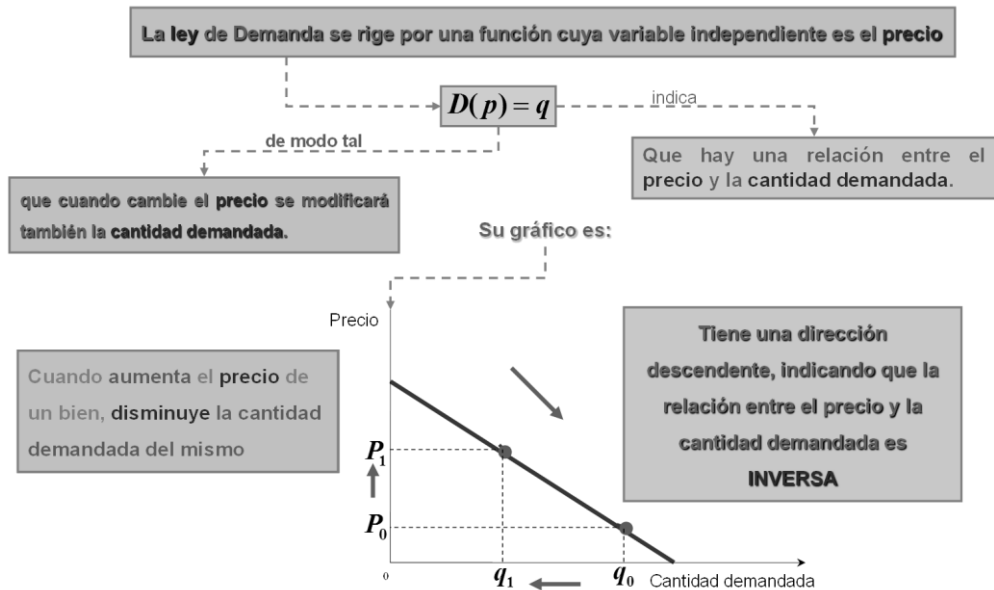 La ley de Demanda se rige por una función cuya variable independiente es el precio
D(p) = q
indica
de modo tal
Que hay una relación entre el
precio y la cantidad demandada.
que cuando cambie el precio se modificará
también la cantidad demandada.
Su gráfico es:
Precio
Tiene una dirección
descendente, indicando que la
relación entre el precio y la
cantidad demandada es
INVERSA
Cuando aumenta el precio de
un bien, disminuye la cantidad
demandada del mismo
P₁
P₀
0
q₁
q₀
Cantidad demandada